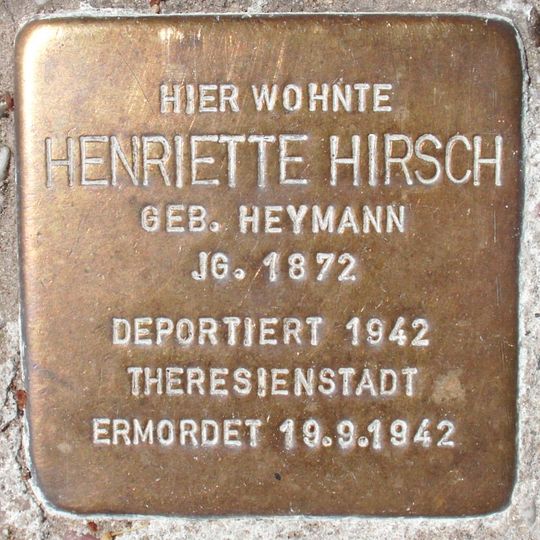 HIER WOHNTE
HENRIETTE HIRSCH
GEB. HEYMANN
JG. 1872
DEPORTIERT 1942
THERESIENSTADT
ERMORDET 19.9.1942